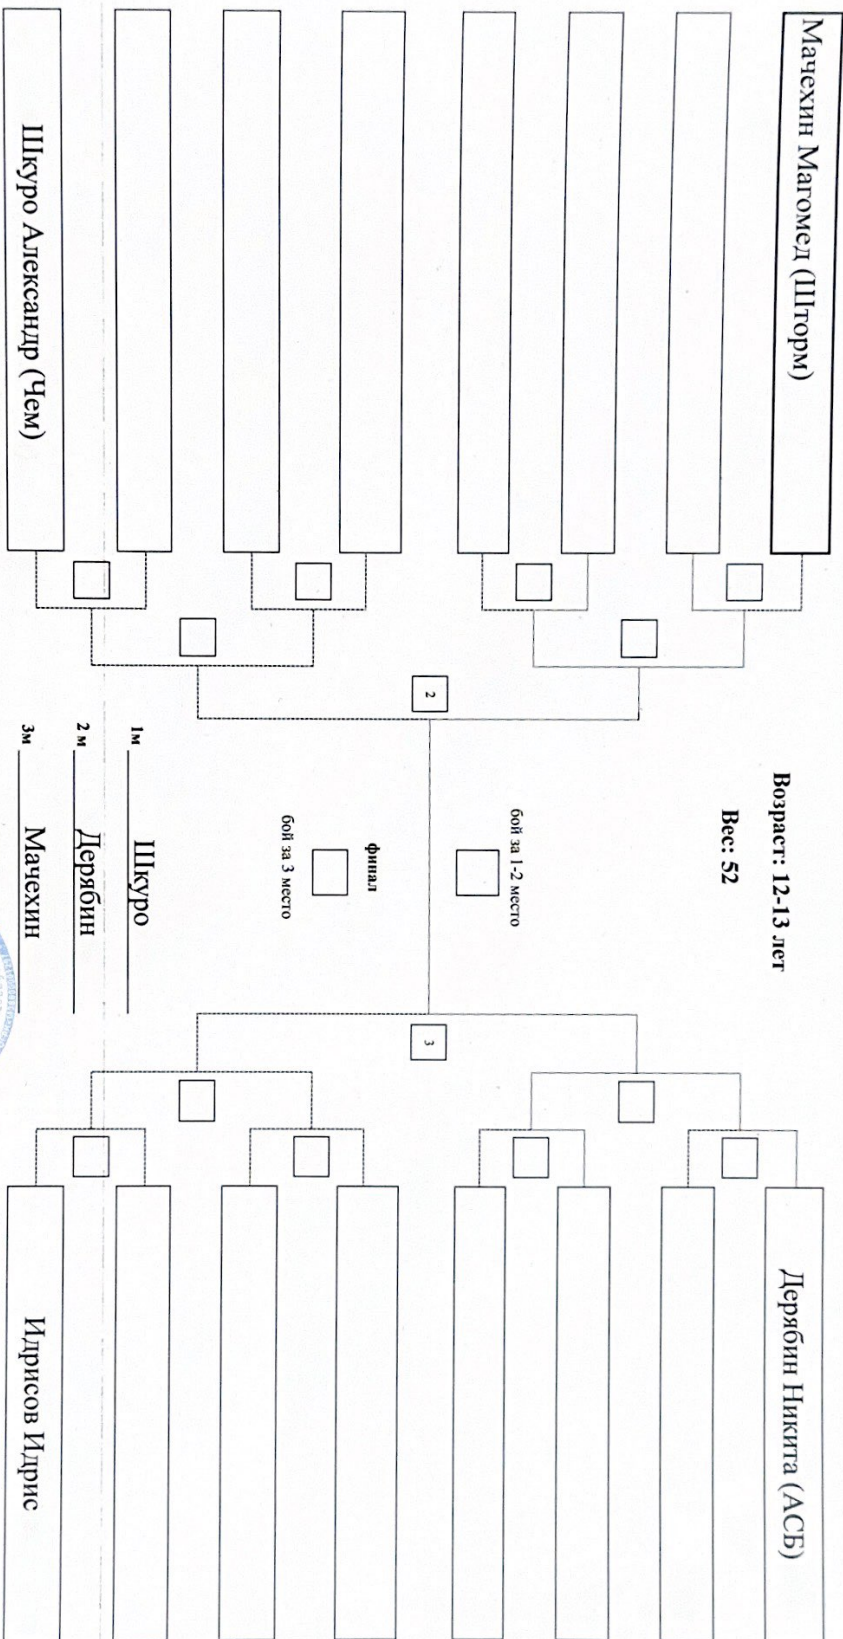 Мачехин Магомед (Шторм)
Шкуро Александр (Чем)
Возраст: 12-13 лет
Вес: 52
2
бой за 1-2 место
финал
бой за 3 место
3
1м Шкуро
2 м Дерябин
3м Мачехин
Дерябин Никита (АСБ)
Идрисов Идрис